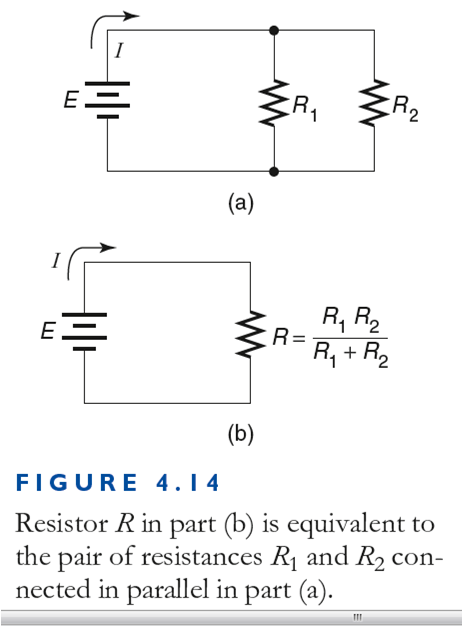 I
E
R1
R2
(a)
I
E
R = R1 R2 / R1 + R2
(b)
FIGURE 4.14
Resistor R in part (b) is equivalent to
the pair of resistances R1 and R2 con-
nected in parallel in part (a).